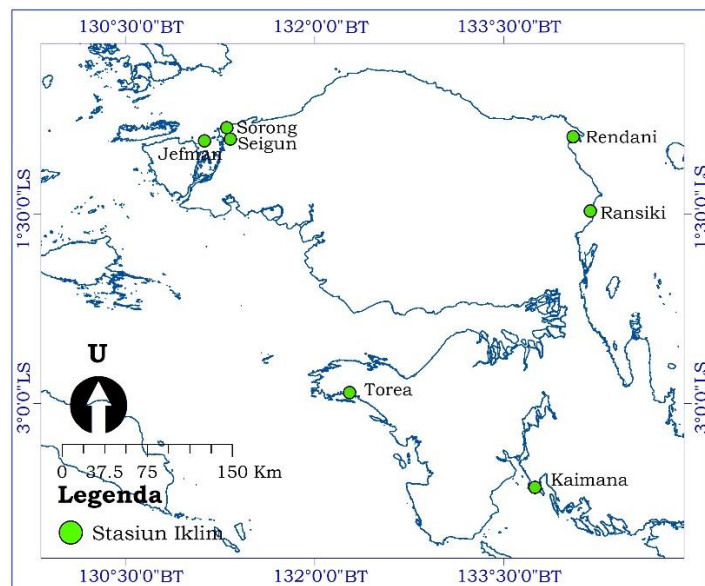 130°30'0"BT 132°0'0"BT 133°30'0"BT
Sorong
Seigun
Jefman
Rendani
1°30'0"LS 1°30'0"LS
Ransiki
U
Torea
3°0'0"LS 3°0'0"LS
0 37.5 75 150 Km
Kaimana
Legenda
Stasiun Iklim
130°30'0"BT 132°0'0"BT 133°30'0"BT